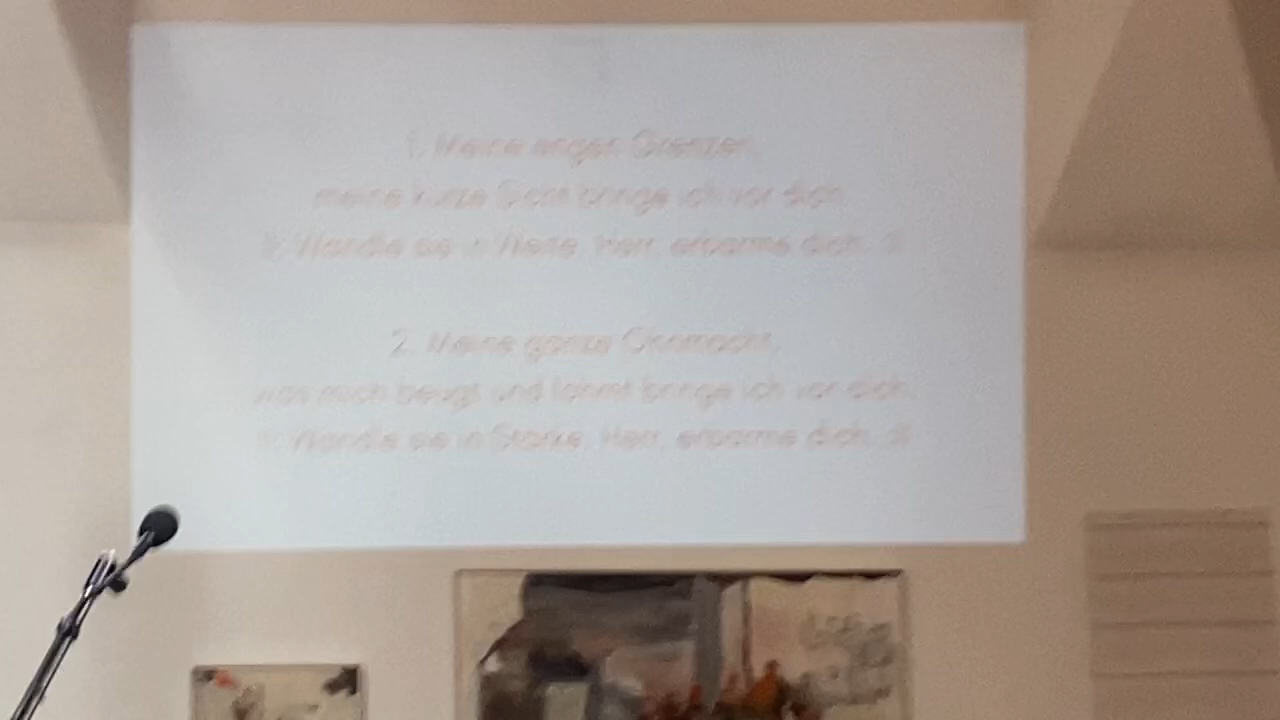 1. Meine engen Grenzen,
meine kurze Sicht bringe ich vor dich.
Wandle sie in Weite. Herr, erbarme dich. :||
2. Meine ganze Ohnmacht,
was mich beugt und lähmt bringe ich vor dich.
Wandle sie in Stärke. Herr, erbarme dich. :||